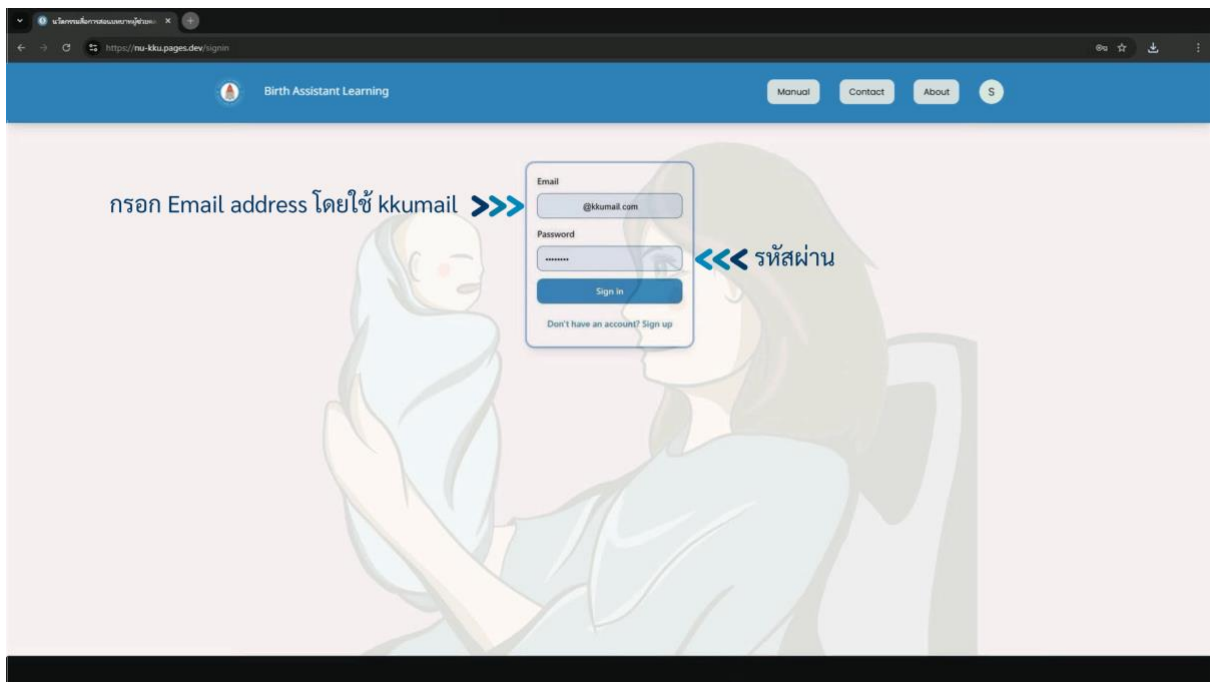 https://nu-kku.pages.dev/signin
Birth Assistant Learning
Manual
Contact
About
S
Email
กรอก Email address โดยใช้ kkumail
@kkumail.com
Password
รหัสผ่าน
Sign in
Don't have an account? Sign up